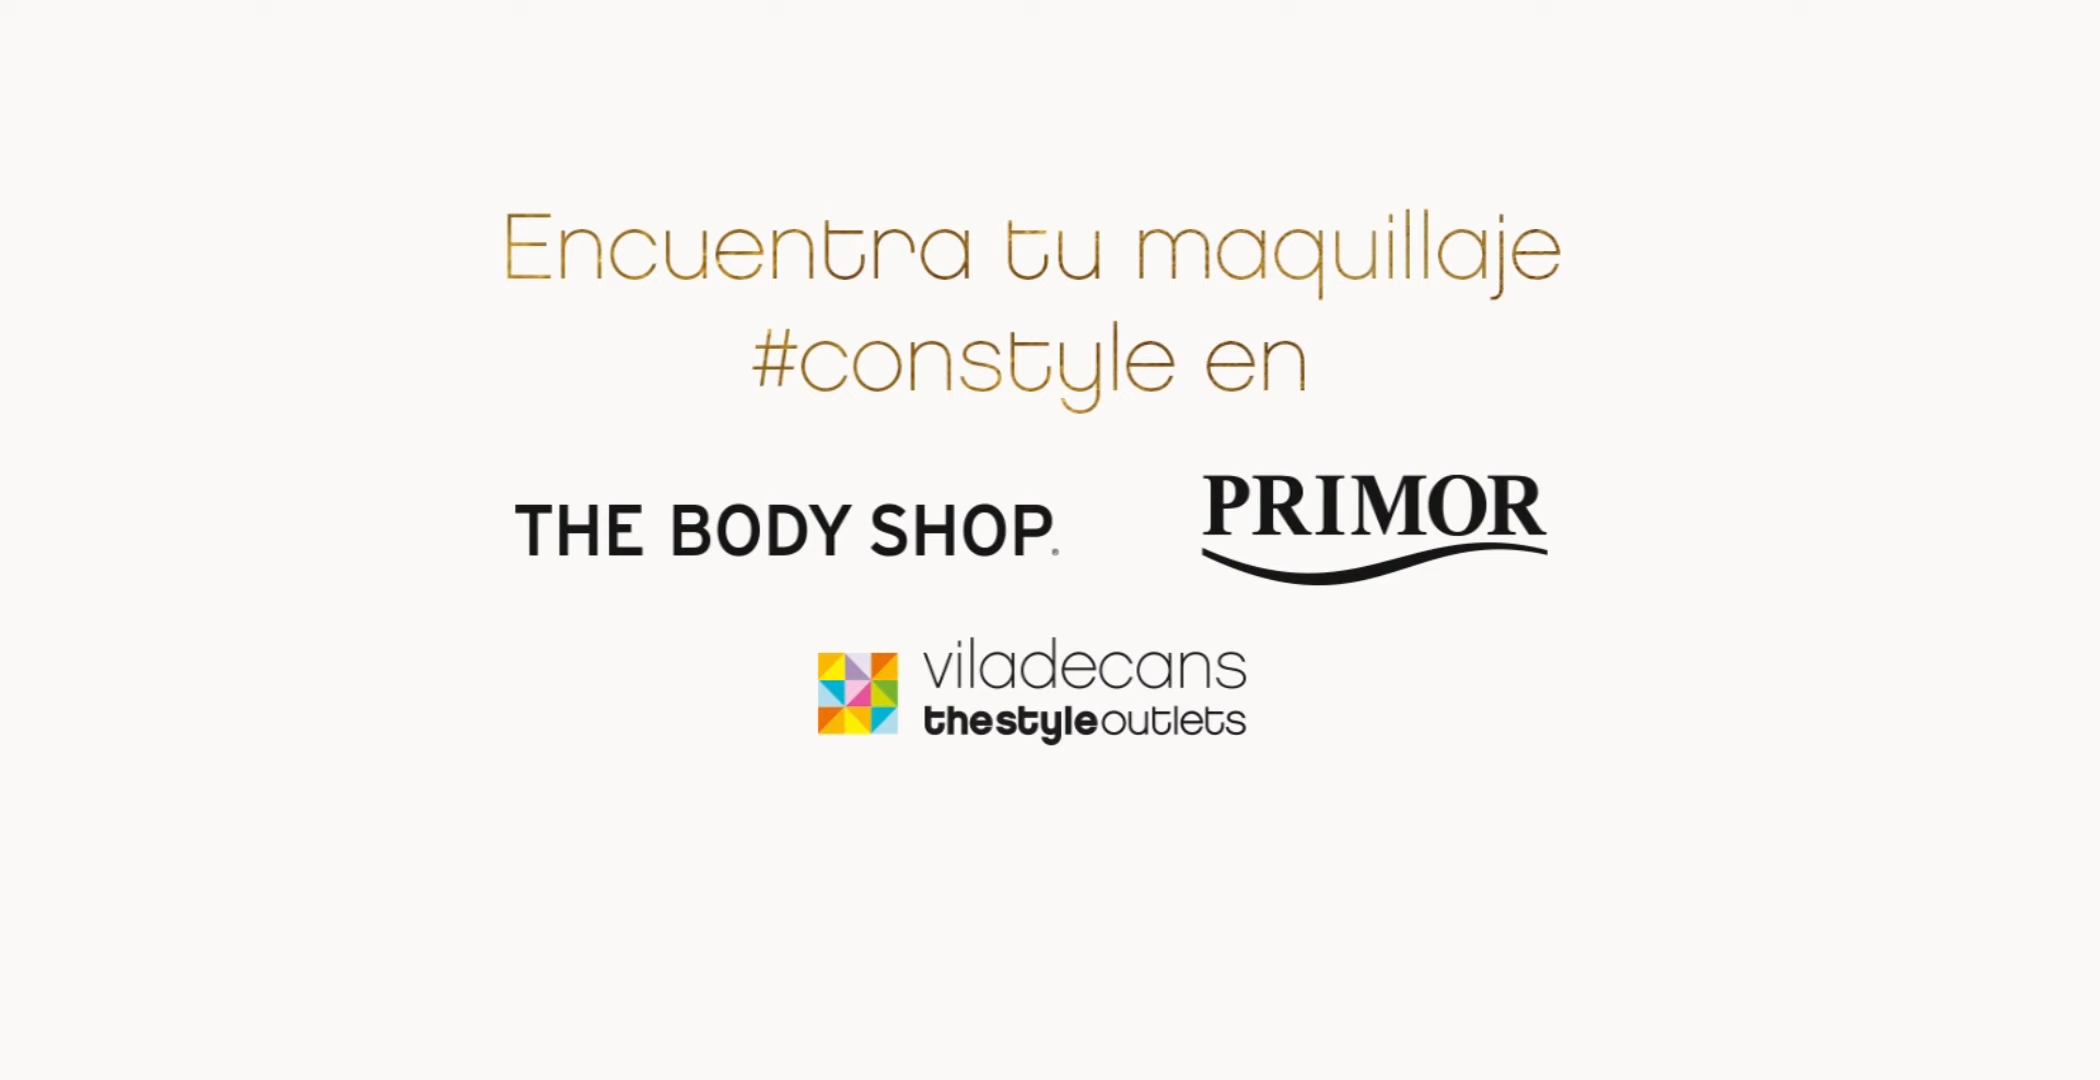 Encuentra tu maquillaje
#constyle en
THE BODY SHOP®
PRIMOR
viladecans
thestyleoutlets